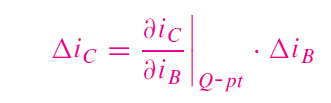 Δi_C = ∂i_C/∂i_B |_{Q-pt} · Δi_B